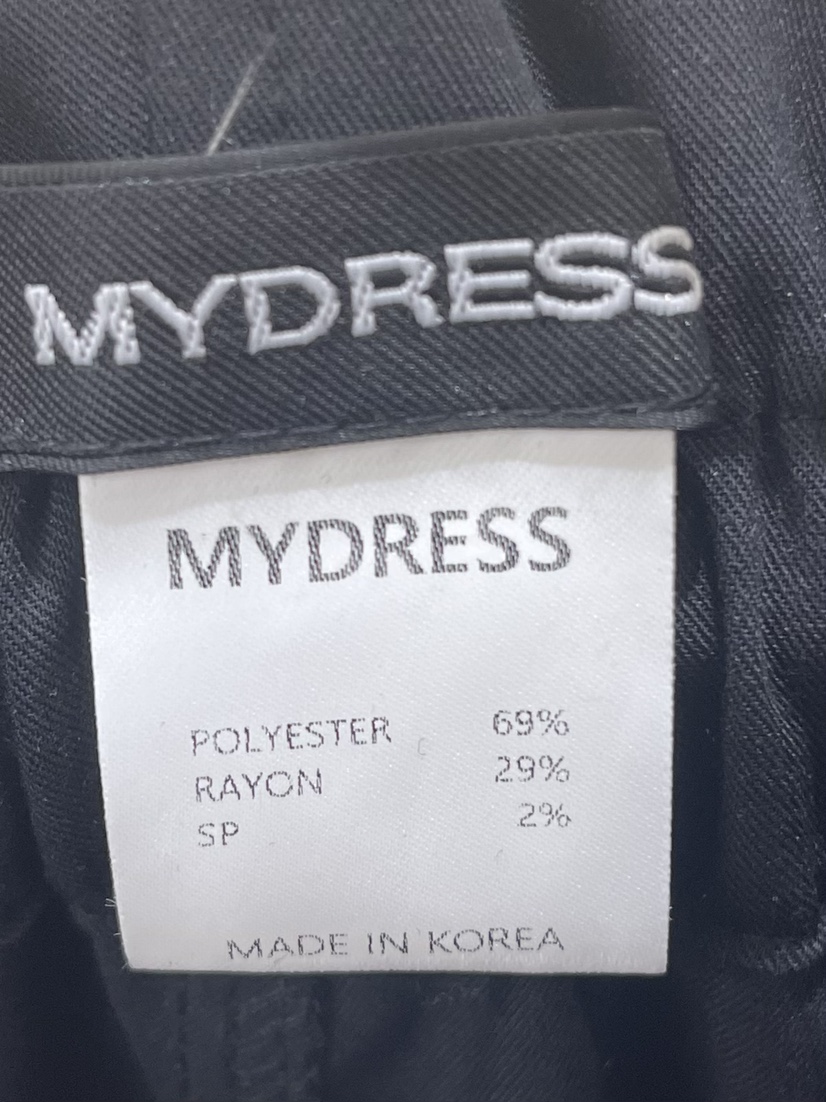 MYDRESS
MYDRESS
POLYESTER 69%
RAYON 29%
SP 2%
MADE IN KOREA